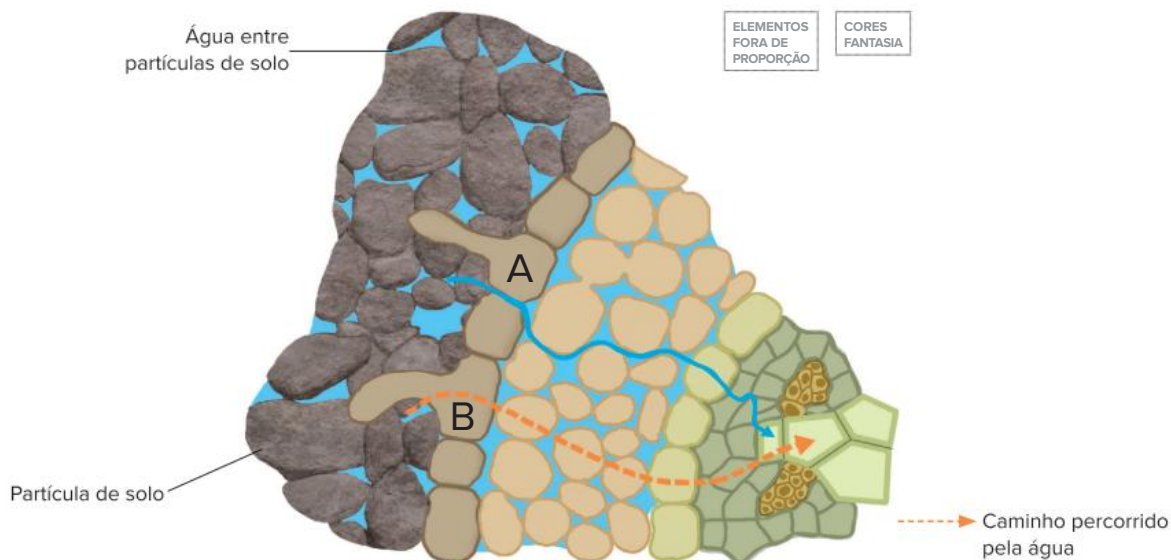 Água entre
partículas de solo
ELEMENTOS
FORA DE
PROPORÇÃO
CORES
FANTASIA
A
B
Partícula de solo
Caminho percorrido
pela água